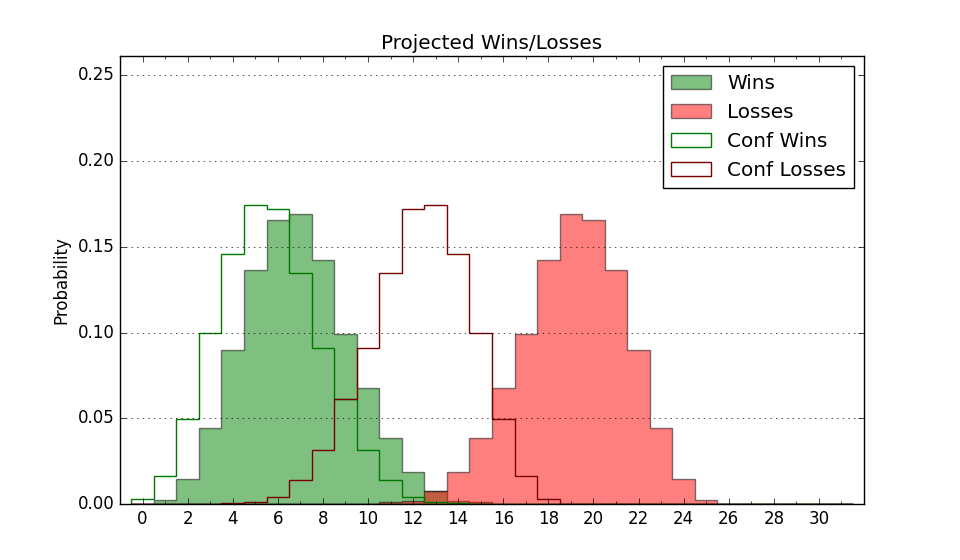 Projected Wins/Losses
0.25
0.20
0.15
0.10
0.05
0.00
Probability
Wins
Losses
Conf Wins
Conf Losses
0 2 4 6 8 10 12 14 16 18 20 22 24 26 28 30